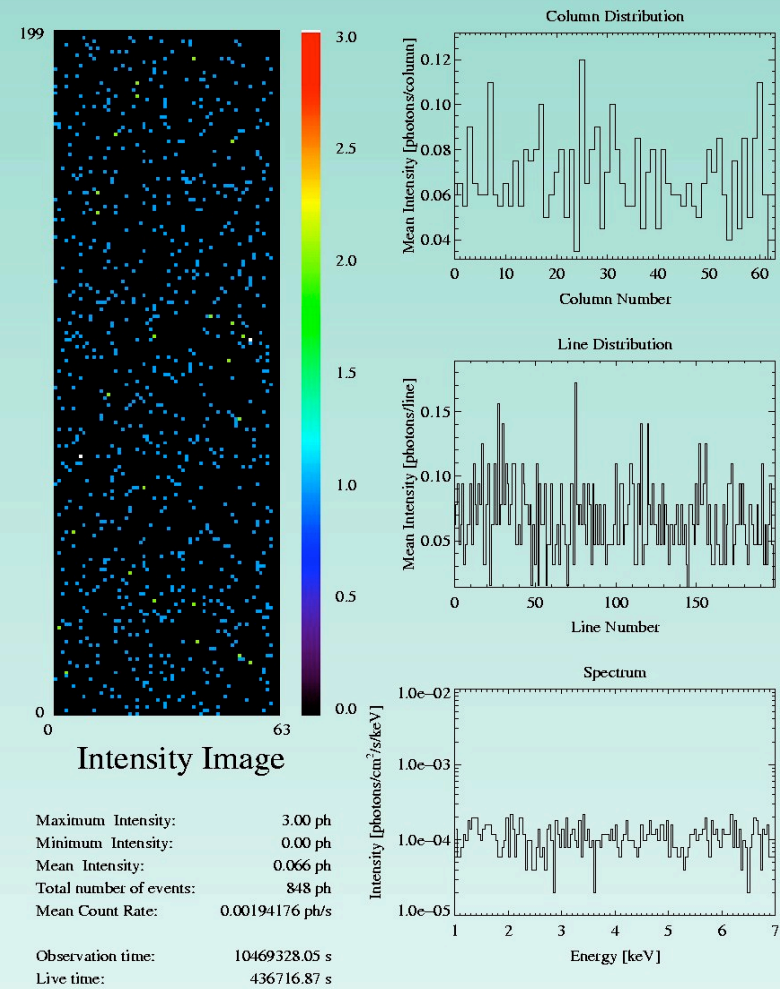 199
0
0 63
Intensity Image
3.0
2.5
2.0
1.5
1.0
0.5
0.0
Maximum Intensity: 3.00 ph
Minimum Intensity: 0.00 ph
Mean Intensity: 0.066 ph
Total number of events: 848 ph
Mean Count Rate: 0.00194176 ph/s
Observation time: 10469328.05 s
Live time: 436716.87 s
Column Distribution
Mean Intensity [photons/column]
0.12
0.10
0.08
0.06
0.04
0 10 20 30 40 50 60
Column Number
Line Distribution
Mean Intensity [photons/line]
0.15
0.10
0.05
0 50 100 150
Line Number
Spectrum
Intensity [photons/cm²/s/keV]
1.0e−02
1.0e−03
1.0e−04
1.0e−05
1 2 3 4 5 6 7
Energy [keV]